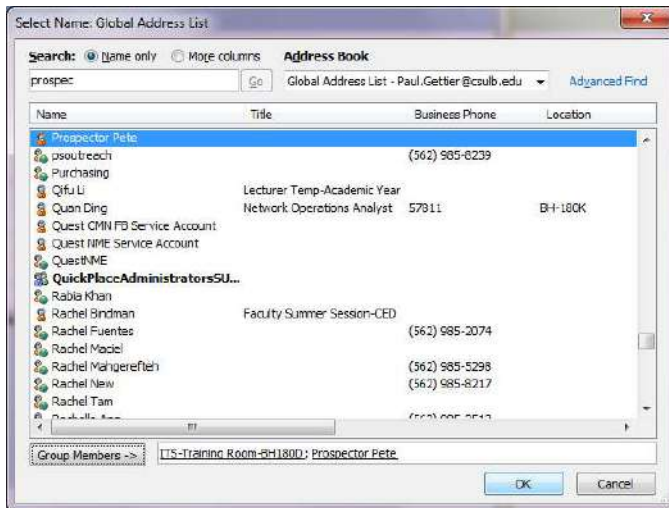 Select Name: Global Address List
Search: Name only More columns Address Book
prospec Go Global Address List - Paul.Gettier@csulb.edu Advanced Find
Name Title Business Phone Location
Prospector Pete
psoutreach (562) 985-8239
Purchasing
Qifu Li Lecturer Temp-Academic Year
Quan Ding Network Operations Analyst 57811 BH-180K
Quest CMN FB Service Account
Quest NME Service Account
QuestNME
QuickPlaceAdministratorsSU...
Rabia Khan
Rachel Bindman Faculty Summer Session-CED
Rachel Fuentes (562) 985-2074
Rachel Maciel
Rachel Mahgerefteh (562) 985-5298
Rachel New (562) 985-8217
Rachel Tam
Group Members -> ITS-Training Room-BH180D; Prospector Pete
OK Cancel